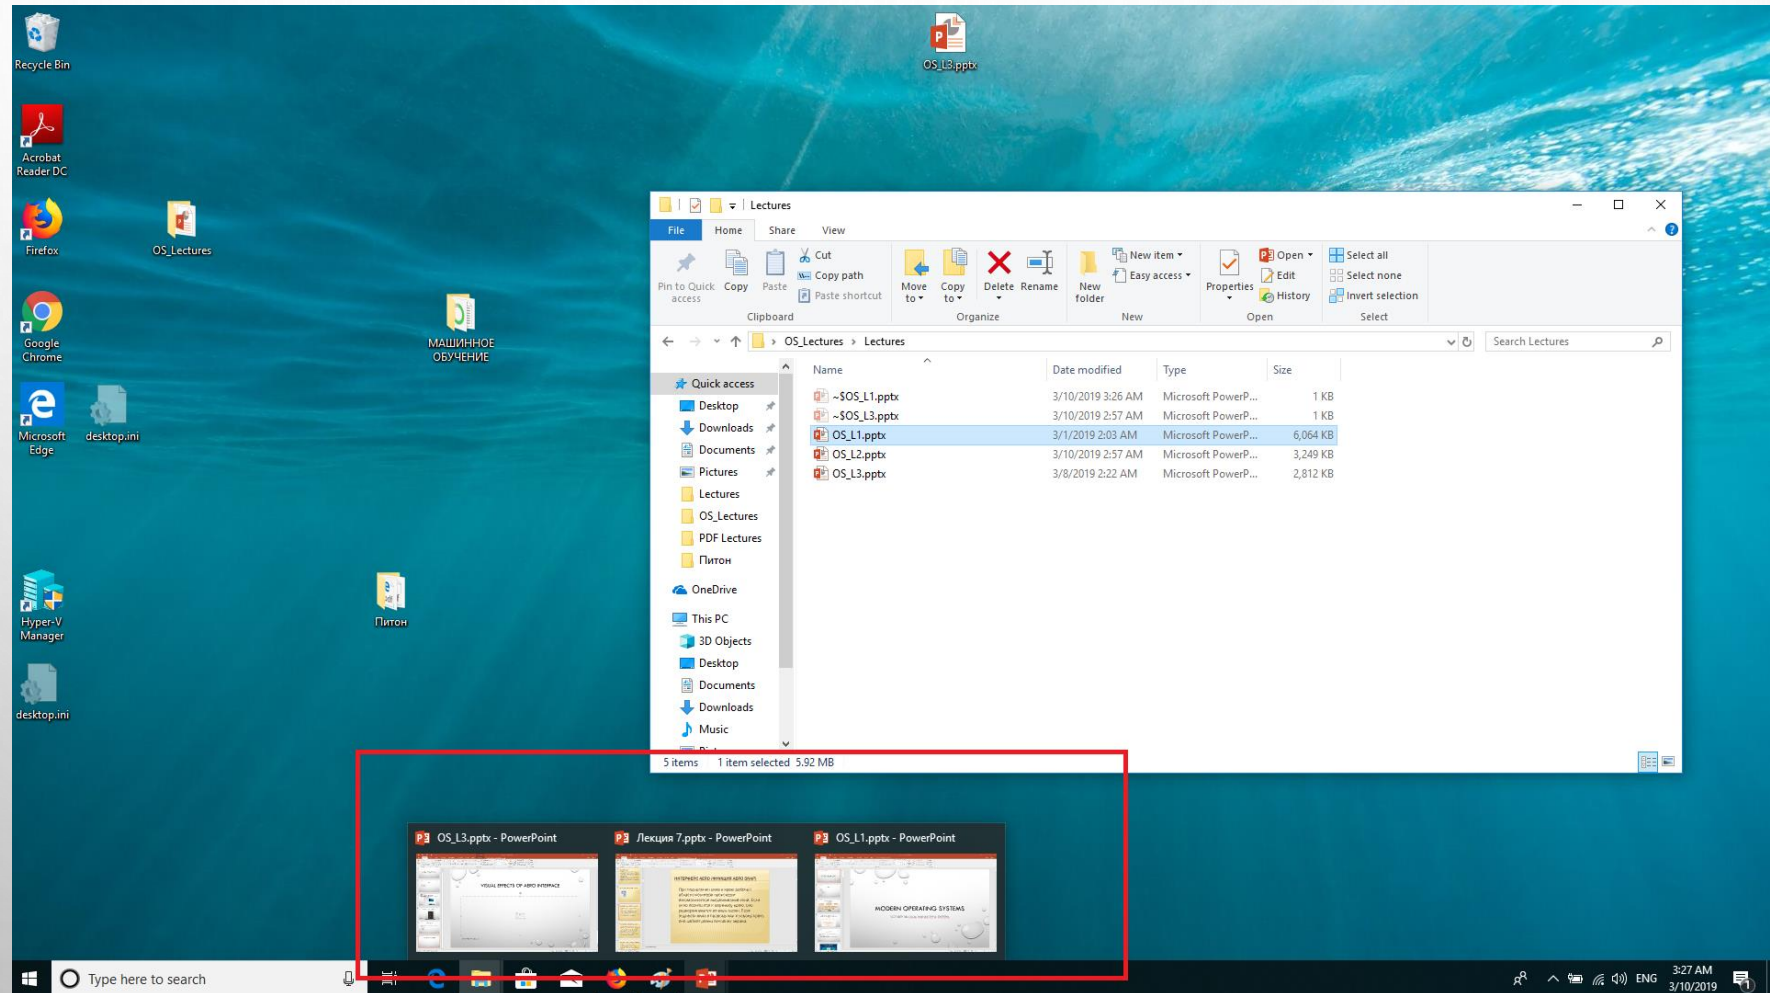 Recycle Bin
OS_L3.pptx
Acrobat
Reader DC
Firefox
OS_Lectures
Google
Chrome
МАШИННОЕ
ОБУЧЕНИЕ
Microsoft
Edge
desktop.ini
Hyper-V
Manager
Питон
desktop.ini
Lectures
File Home Share View
Pin to Quick
access
Copy
Paste
Cut
Copy path
Paste shortcut
Clipboard
Move
to
Copy
to
Delete
Rename
Organize
New
folder
New item
Easy access
New
Properties
Open
Edit
History
Open
Select all
Select none
Invert selection
Select
OS_Lectures > Lectures
Search Lectures
Name Date modified Type Size
~$OS_L1.pptx 3/10/2019 3:26 AM Microsoft PowerP... 1 KB
~$OS_L3.pptx 3/10/2019 2:57 AM Microsoft PowerP... 1 KB
OS_L1.pptx 3/1/2019 2:03 AM Microsoft PowerP... 6,064 KB
OS_L2.pptx 3/10/2019 2:57 AM Microsoft PowerP... 3,249 KB
OS_L3.pptx 3/8/2019 2:22 AM Microsoft PowerP... 2,812 KB
Quick access
Desktop
Downloads
Documents
Pictures
Lectures
OS_Lectures
PDF Lectures
Питон
OneDrive
This PC
3D Objects
Desktop
Documents
Downloads
Music
5 items 1 item selected 5.92 MB
OS_L3.pptx - PowerPoint
Лекция 7.pptx - PowerPoint
OS_L1.pptx - PowerPoint
VISUAL EFFECTS OF AERO INTERFACE
MODERN OPERATING SYSTEMS
Type here to search
ENG
3:27 AM
3/10/2019